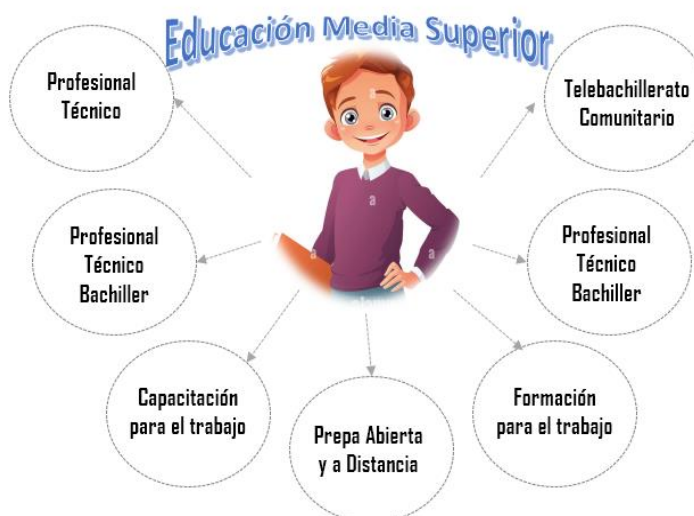 Educación Media Superior
Profesional
Técnico
Telebachillerato
Comunitario
Profesional
Técnico
Bachiller
Profesional
Técnico
Bachiller
Capacitación
para el trabajo
Prepa Abierta
y a Distancia
Formación
para el trabajo
a
a
a
a